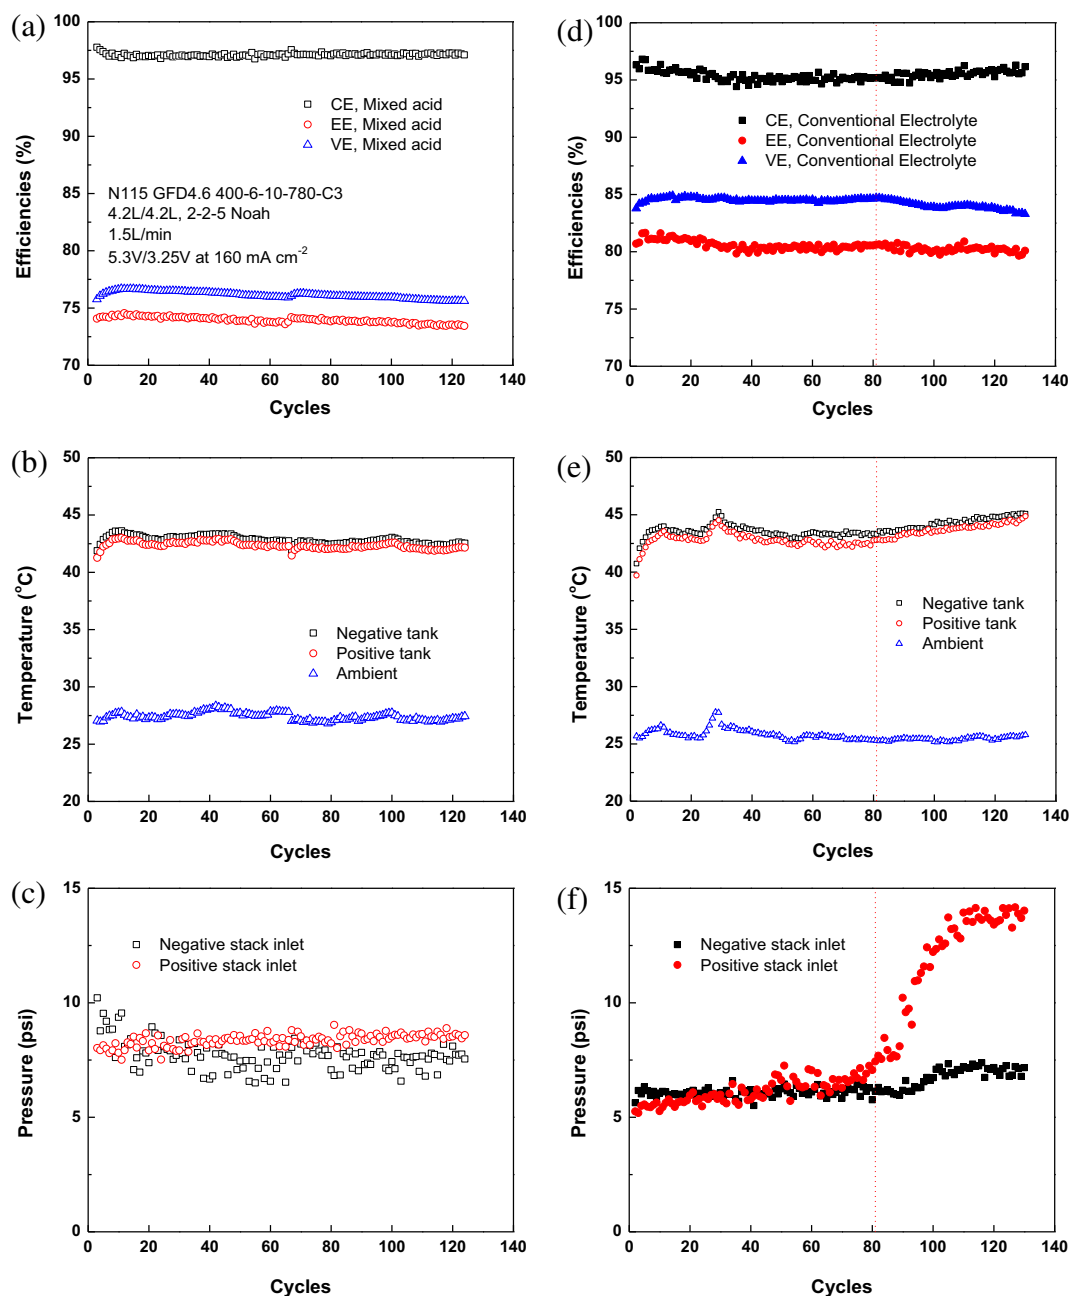 (a)
100
95
90
85
80
75
70
Efficiencies (%)
CE, Mixed acid
EE, Mixed acid
VE, Mixed acid
N115 GFD4.6 400-6-10-780-C3
4.2L/4.2L, 2-2-5 Noah
1.5L/min
5.3V/3.25V at 160 mA cm⁻²
0 20 40 60 80 100 120 140
Cycles
(d)
100
95
90
85
80
75
70
Efficiencies (%)
CE, Conventional Electrolyte
EE, Conventional Electrolyte
VE, Conventional Electrolyte
0 20 40 60 80 100 120 140
Cycles
(b)
50
45
40
35
30
25
20
Temperature (°C)
Negative tank
Positive tank
Ambient
0 20 40 60 80 100 120 140
Cycles
(e)
50
45
40
35
30
25
20
Temperature (°C)
Negative tank
Positive tank
Ambient
0 20 40 60 80 100 120 140
Cycles
(c)
15
10
5
0
Pressure (psi)
Negative stack inlet
Positive stack inlet
0 20 40 60 80 100 120 140
Cycles
(f)
15
10
5
0
Pressure (psi)
Negative stack inlet
Positive stack inlet
0 20 40 60 80 100 120 140
Cycles